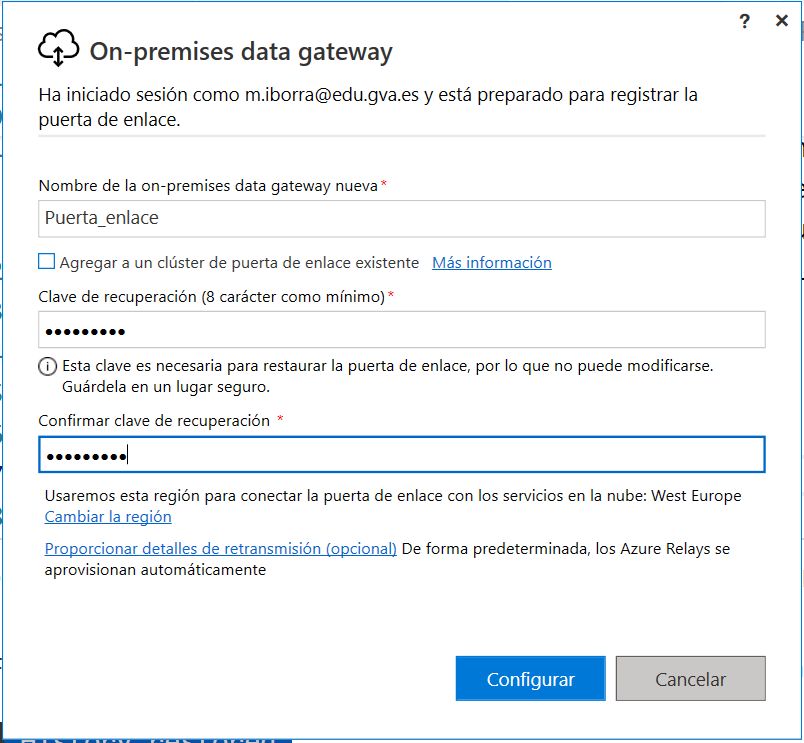 ? ×
On-premises data gateway
Ha iniciado sesión como m.iborra@edu.gva.es y está preparado para registrar la
puerta de enlace.
Nombre de la on-premises data gateway nueva*
Puerta_enlace
Agregar a un clúster de puerta de enlace existente Más información
Clave de recuperación (8 carácter como mínimo)*
•••••••••
Esta clave es necesaria para restaurar la puerta de enlace, por lo que no puede modificarse.
Guárdela en un lugar seguro.
Confirmar clave de recuperación *
•••••••••
Usaremos esta región para conectar la puerta de enlace con los servicios en la nube: West Europe
Cambiar la región
Proporcionar detalles de retransmisión (opcional) De forma predeterminada, los Azure Relays se
aprovisionan automáticamente
Configurar Cancelar